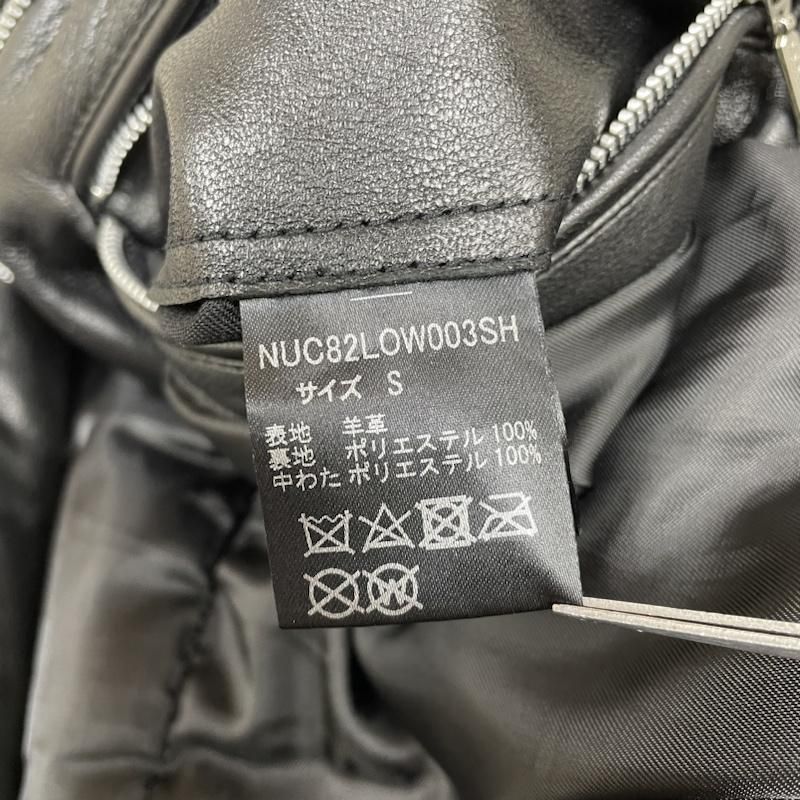 NUC82LOW003SH
サイズ S
表地 羊革
裏地 ポリエステル 100%
中わた ポリエステル 100%
W